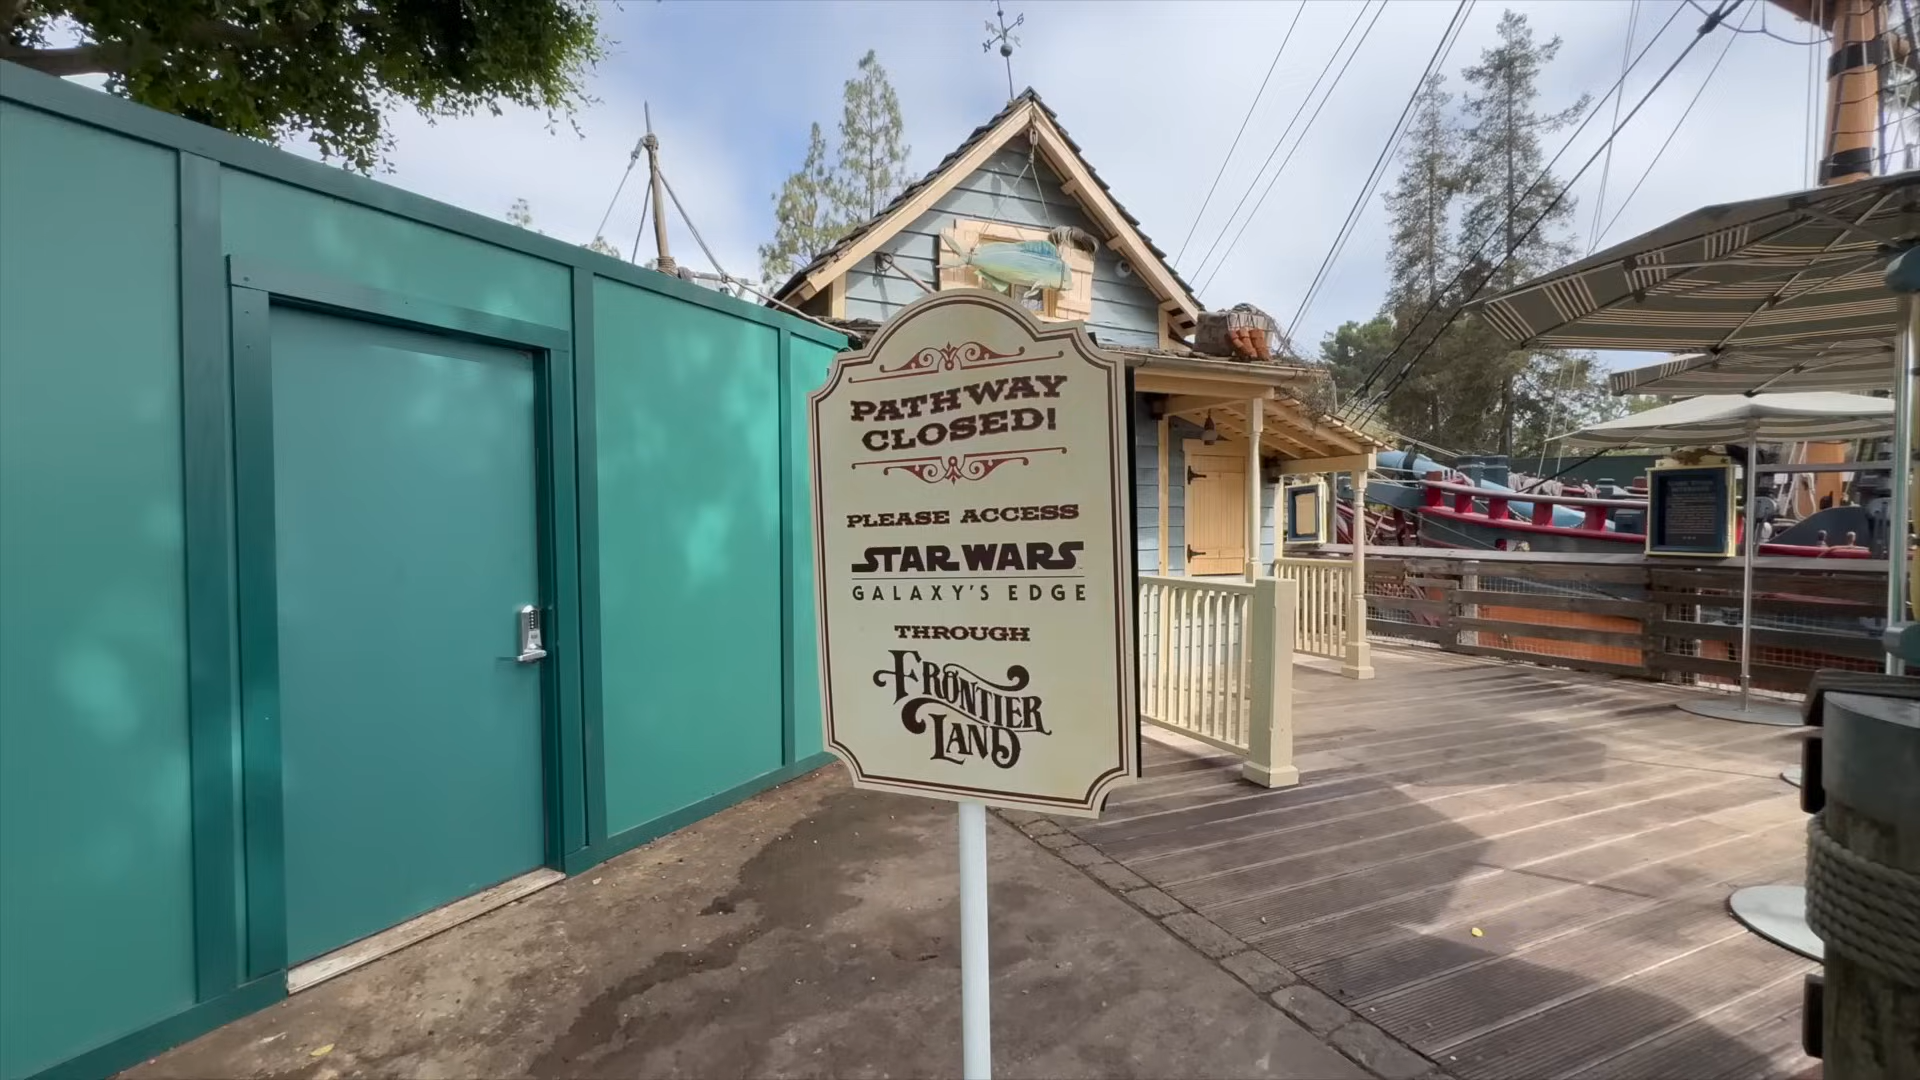 PATHWAY
CLOSED!
PLEASE ACCESS
STAR WARS
GALAXY'S EDGE
THROUGH
FRONTIER
LAND